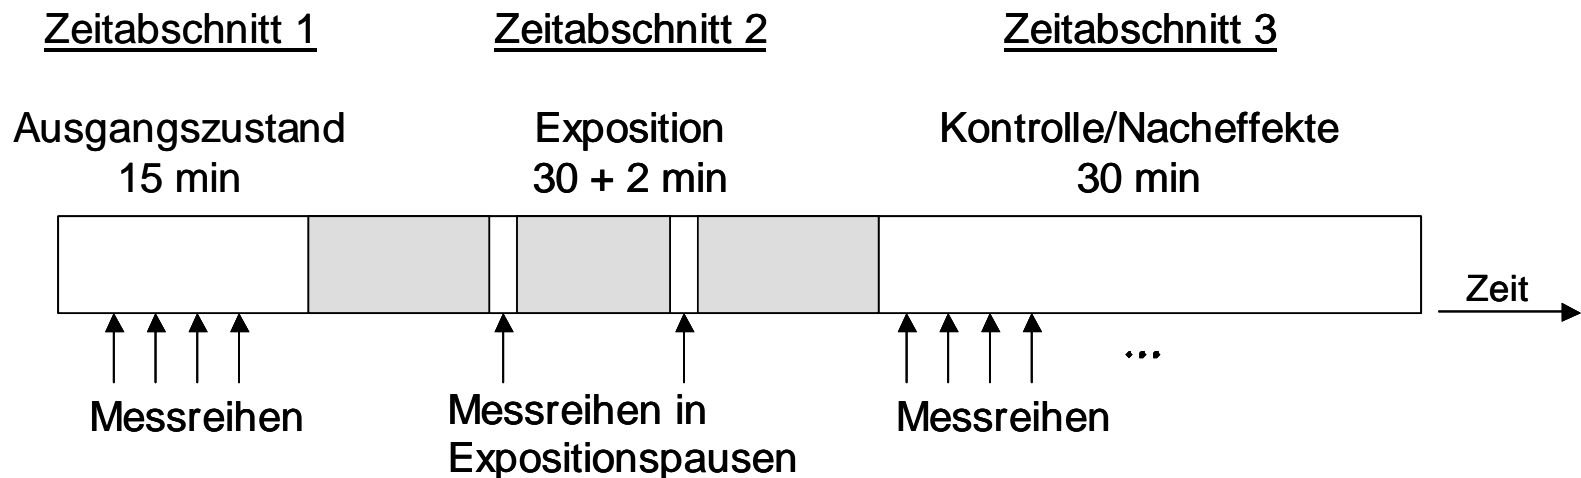 Zeitabschnitt 1
Zeitabschnitt 2
Zeitabschnitt 3
Ausgangszustand
15 min
Exposition
30 + 2 min
Kontrolle/Nacheffekte
30 min
Zeit
Messreihen
Messreihen in
Expositionspausen
Messreihen
...